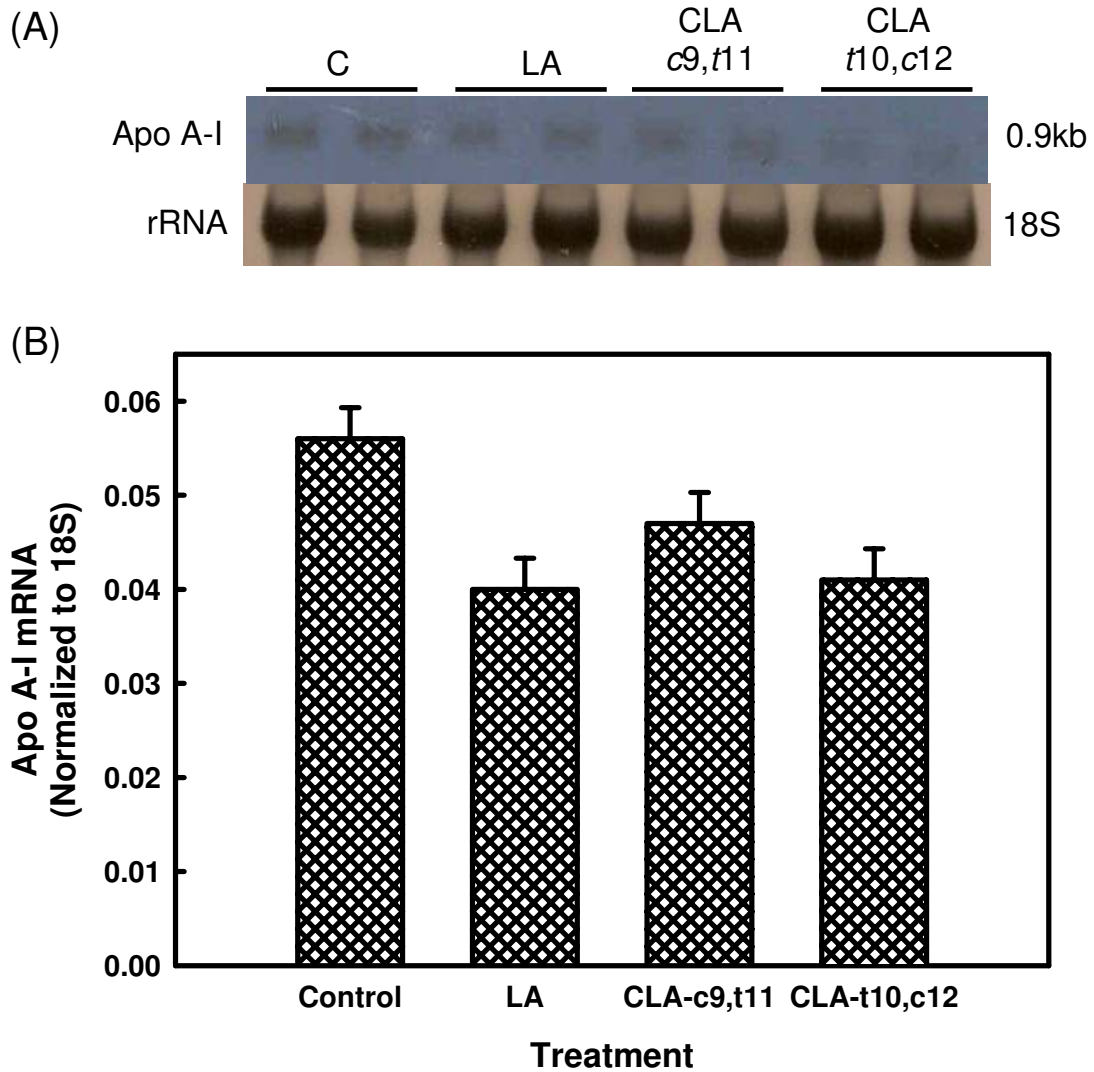 (A)
C
LA
CLA
c9,t11
CLA
t10,c12
Apo A-I
0.9kb
rRNA
18S
(B)
Apo A-I mRNA
(Normalized to 18S)
0.06
0.05
0.04
0.03
0.02
0.01
0.00
Control
LA
CLA-c9,t11
CLA-t10,c12
Treatment